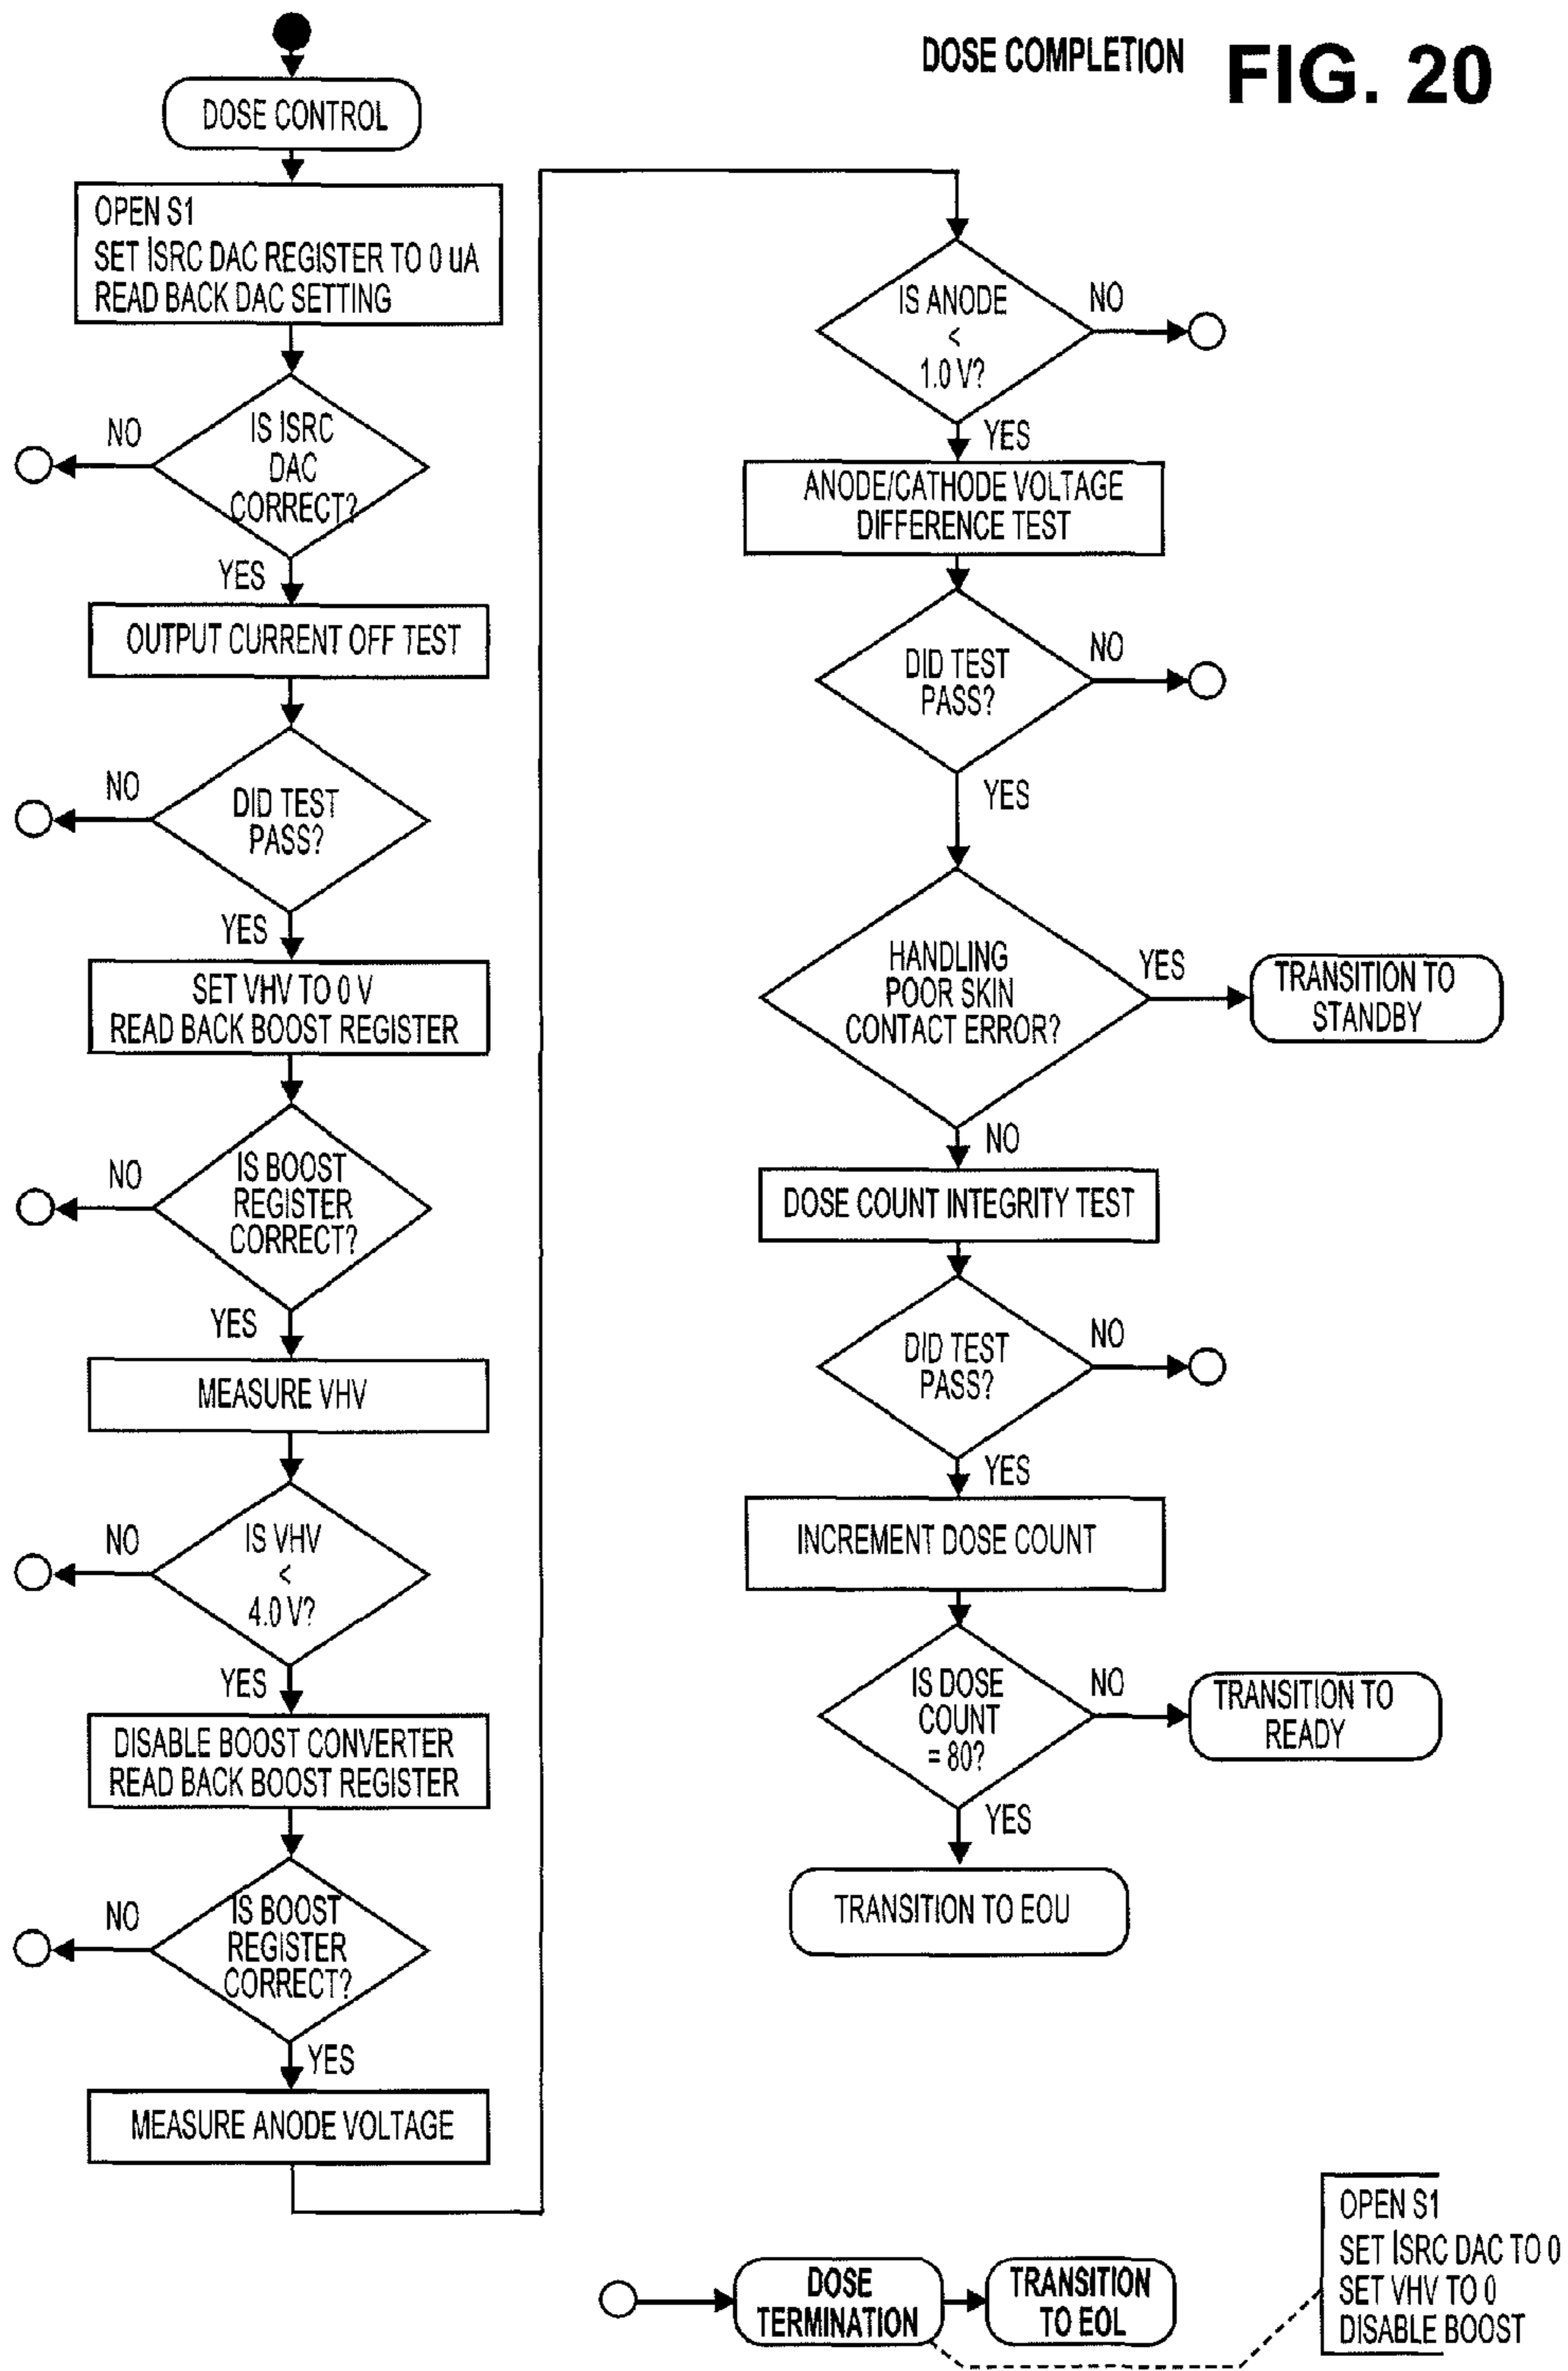 DOSE COMPLETION FIG. 20
DOSE CONTROL
OPEN S1
SET ISRC DAC REGISTER TO 0 uA
READ BACK DAC SETTING
IS ISRC
DAC
CORRECT?
NO
YES
OUTPUT CURRENT OFF TEST
DID TEST
PASS?
NO
YES
SET VHV TO 0 V
READ BACK BOOST REGISTER
IS BOOST
REGISTER
CORRECT?
NO
YES
MEASURE VHV
IS VHV
<
4.0 V?
NO
YES
DISABLE BOOST CONVERTER
READ BACK BOOST REGISTER
IS BOOST
REGISTER
CORRECT?
NO
YES
MEASURE ANODE VOLTAGE
IS ANODE
<
1.0 V?
NO
YES
ANODE/CATHODE VOLTAGE
DIFFERENCE TEST
DID TEST
PASS?
NO
YES
HANDLING
POOR SKIN
CONTACT ERROR?
YES
TRANSITION TO
STANDBY
NO
DOSE COUNT INTEGRITY TEST
DID TEST
PASS?
NO
YES
INCREMENT DOSE COUNT
IS DOSE
COUNT
= 80?
NO
TRANSITION TO
READY
YES
TRANSITION TO EOU
DOSE
TERMINATION
TRANSITION
TO EOL
OPEN S1
SET ISRC DAC TO 0
SET VHV TO 0
DISABLE BOOST